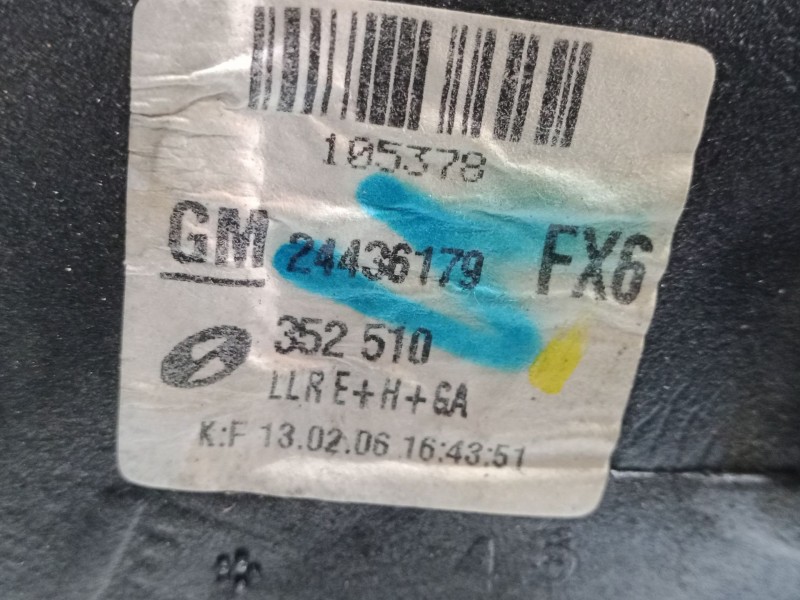 105378
GM 24436179 FX6
352 510
LLR E+H+GA
K:F 13.02.06 16:43:51